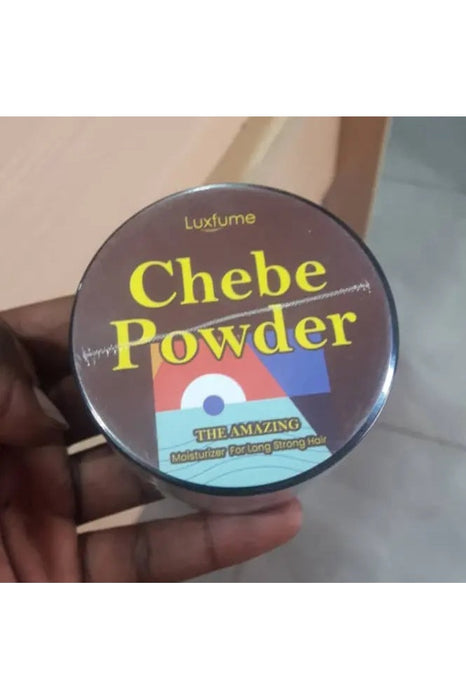 Luxfume
Chebe
Powder
THE AMAZING
Moisturizer For Long Strong Hair